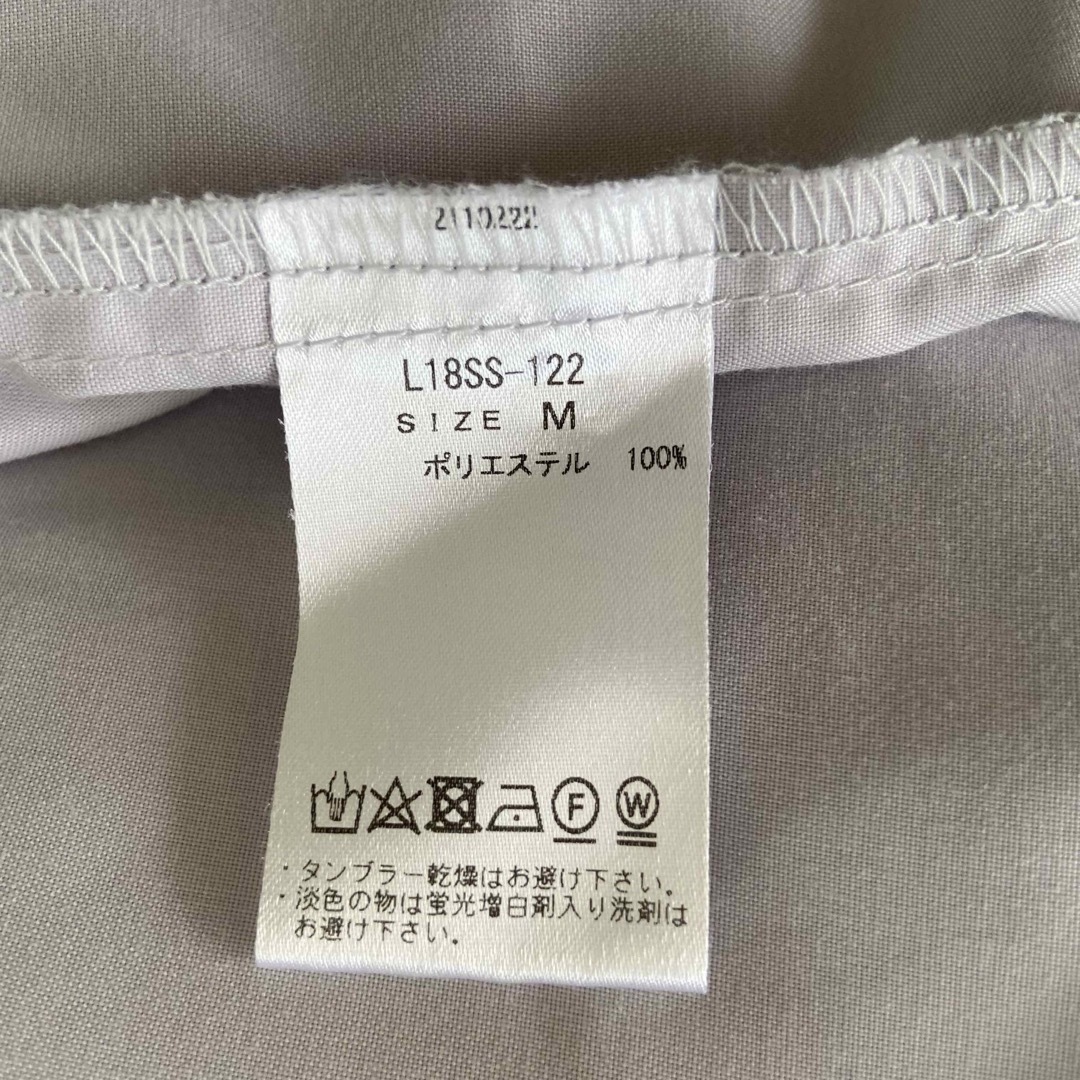 2110222
L18SS-122
SIZE M
ポリエステル 100%
F W
・タンブラー乾燥はお避け下さい。
・淡色の物は蛍光増白剤入り洗剤は
お避け下さい。